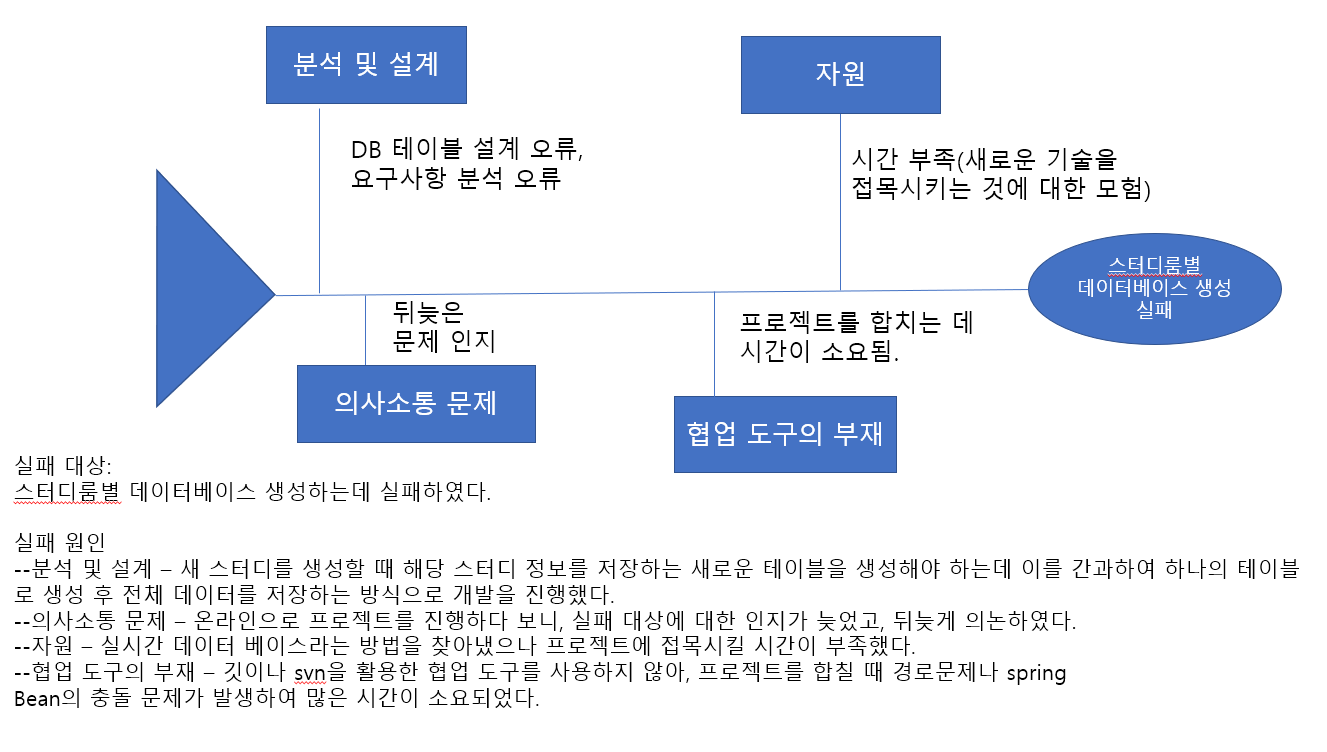 분석 및 설계
자원
DB 테이블 설계 오류,
요구사항 분석 오류
시간 부족(새로운 기술을
접목시키는 것에 대한 모험)
스터디룸별
데이터베이스 생성
실패
뒤늦은
문제 인지
프로젝트를 합치는 데
시간이 소요됨.
의사소통 문제
협업 도구의 부재
실패 대상:
스터디룸별 데이터베이스 생성하는데 실패하였다.
실패 원인
--분석 및 설계 – 새 스터디를 생성할 때 해당 스터디 정보를 저장하는 새로운 테이블을 생성해야 하는데 이를 간과하여 하나의 테이블
로 생성 후 전체 데이터를 저장하는 방식으로 개발을 진행했다.
--의사소통 문제 – 온라인으로 프로젝트를 진행하다 보니, 실패 대상에 대한 인지가 늦었고, 뒤늦게 의논하였다.
--자원 – 실시간 데이터 베이스라는 방법을 찾아냈으나 프로젝트에 접목시킬 시간이 부족했다.
--협업 도구의 부재 – 깃이나 svn을 활용한 협업 도구를 사용하지 않아, 프로젝트를 합칠 때 경로문제나 spring
Bean의 충돌 문제가 발생하여 많은 시간이 소요되었다.